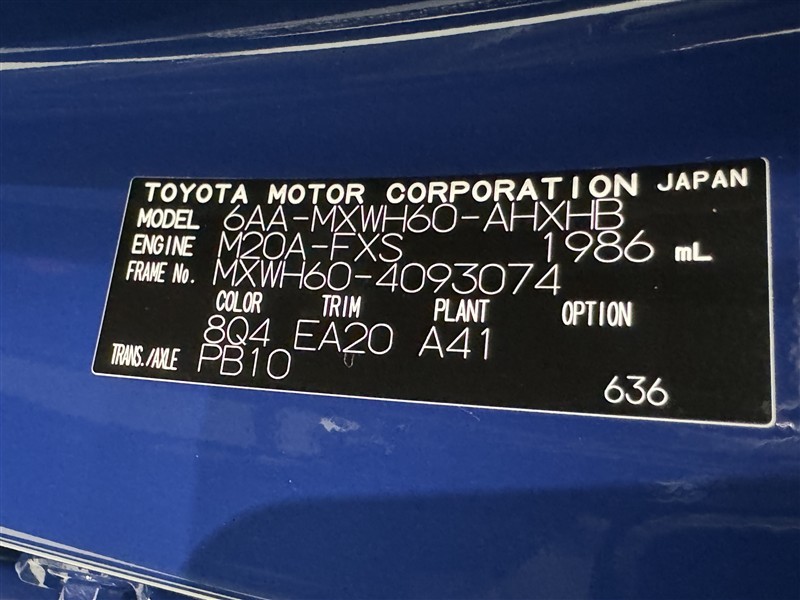 TOYOTA MOTOR CORPORATION JAPAN
MODEL 6AA-MXWH60-AHXHB
ENGINE M20A-FXS 1986 mL
FRAME No. MXWH60-4093074
COLOR TRIM PLANT OPTION
8Q4 EA20 A41
TRANS./AXLE PB10
636